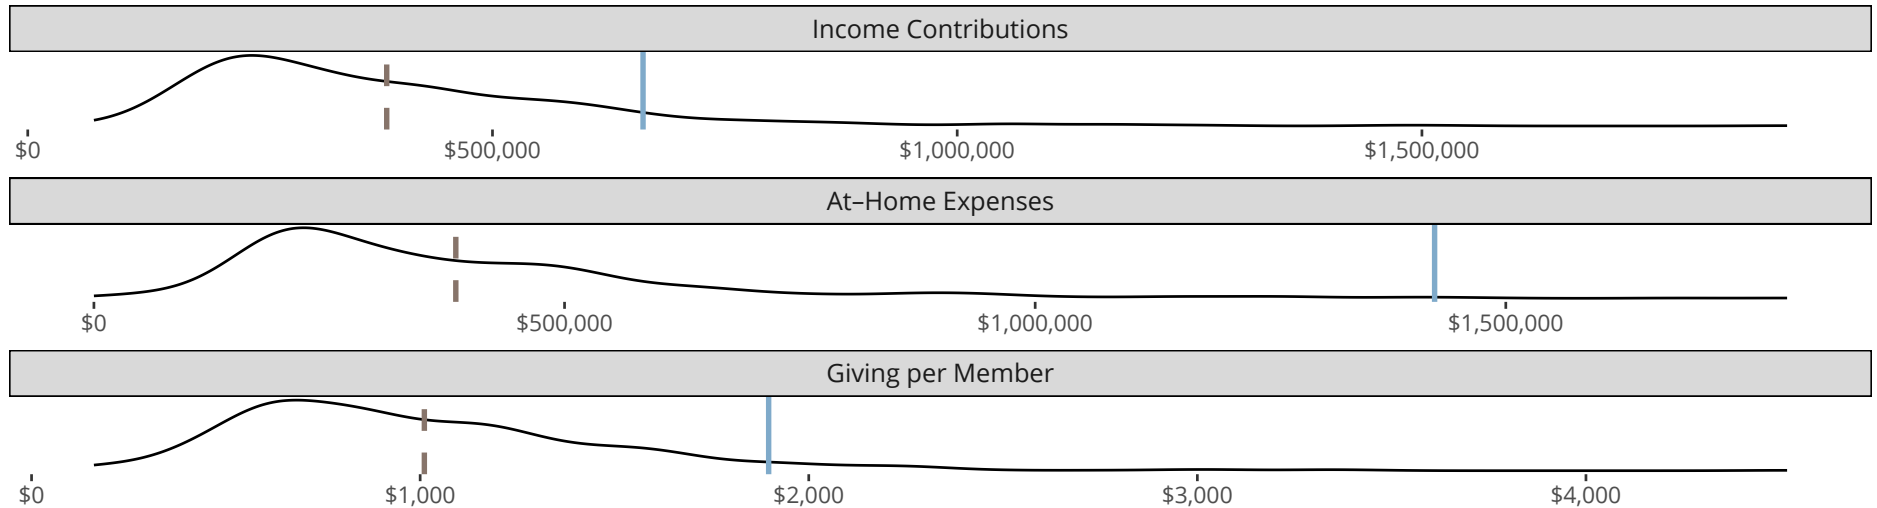 Income Contributions
$0 $500,000 $1,000,000 $1,500,000
At–Home Expenses
$0 $500,000 $1,000,000 $1,500,000
Giving per Member
$0 $1,000 $2,000 $3,000 $4,000